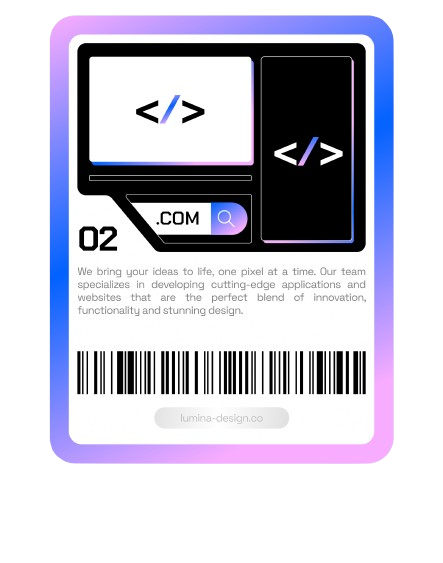 </>
</>
.COM
02
We bring your ideas to life, one pixel at a time. Our team
specializes in developing cutting-edge applications and
websites that are the perfect blend of innovation,
functionality and stunning design.
lumina-design.co